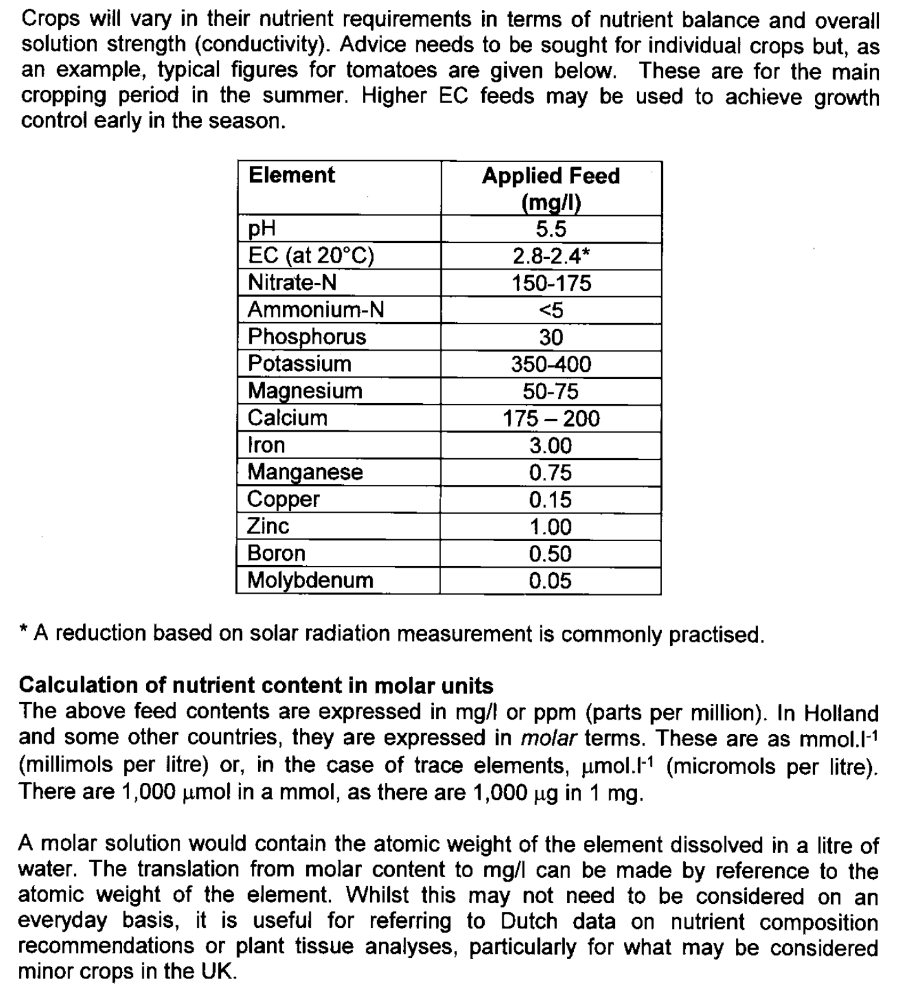 Crops will vary in their nutrient requirements in terms of nutrient balance and overall
solution strength (conductivity). Advice needs to be sought for individual crops but, as
an example, typical figures for tomatoes are given below. These are for the main
cropping period in the summer. Higher EC feeds may be used to achieve growth
control early in the season.
Element Applied Feed
(mg/l)
pH 5.5
EC (at 20°C) 2.8-2.4*
Nitrate-N 150-175
Ammonium-N <5
Phosphorus 30
Potassium 350-400
Magnesium 50-75
Calcium 175 – 200
Iron 3.00
Manganese 0.75
Copper 0.15
Zinc 1.00
Boron 0.50
Molybdenum 0.05
* A reduction based on solar radiation measurement is commonly practised.
Calculation of nutrient content in molar units
The above feed contents are expressed in mg/l or ppm (parts per million). In Holland
and some other countries, they are expressed in molar terms. These are as mmol.l⁻¹
(millimols per litre) or, in the case of trace elements, μmol.l⁻¹ (micromols per litre).
There are 1,000 μmol in a mmol, as there are 1,000 μg in 1 mg.
A molar solution would contain the atomic weight of the element dissolved in a litre of
water. The translation from molar content to mg/l can be made by reference to the
atomic weight of the element. Whilst this may not need to be considered on an
everyday basis, it is useful for referring to Dutch data on nutrient composition
recommendations or plant tissue analyses, particularly for what may be considered
minor crops in the UK.